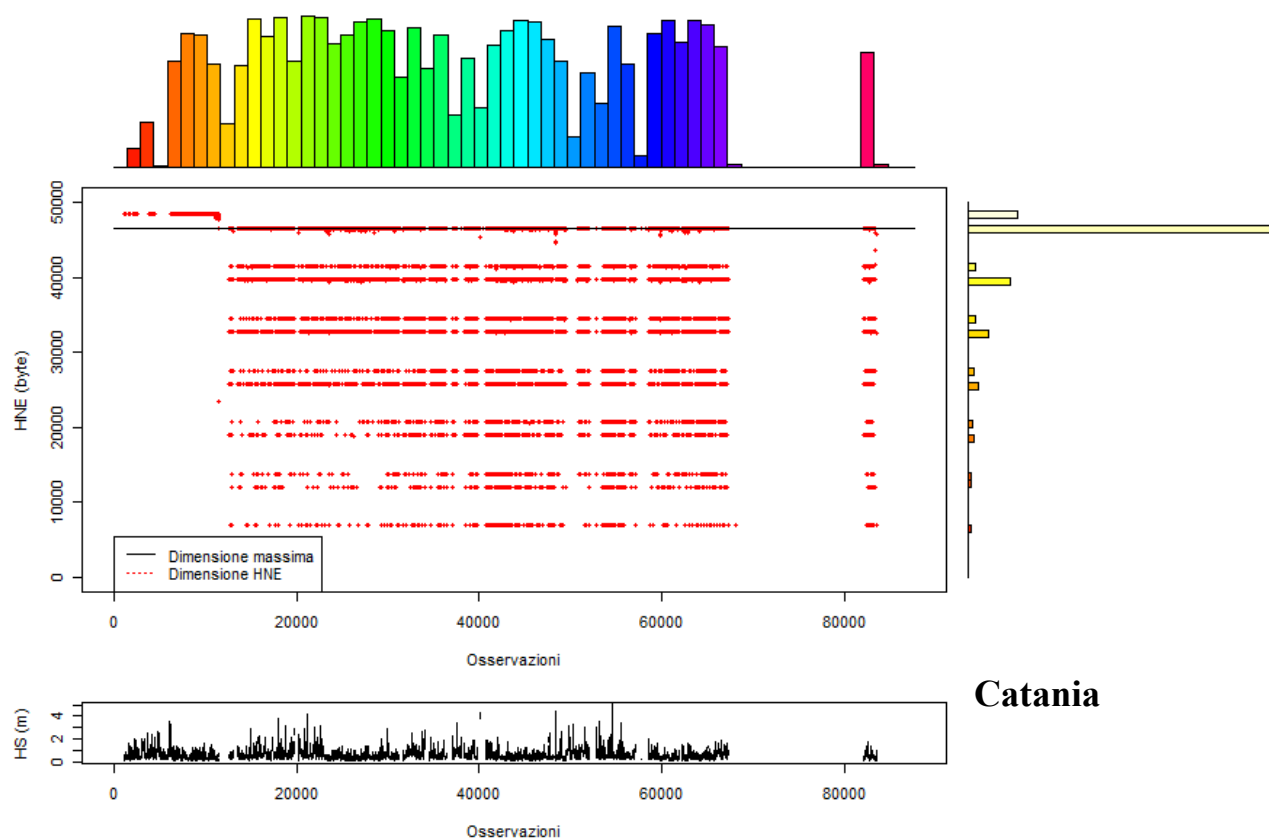 50000
40000
30000
20000
10000
0
HNE (byte)
Dimensione massima
Dimensione HNE
0 20000 40000 60000 80000
Osservazioni
Catania
HS (m)
4
2
0
0 20000 40000 60000 80000
Osservazioni